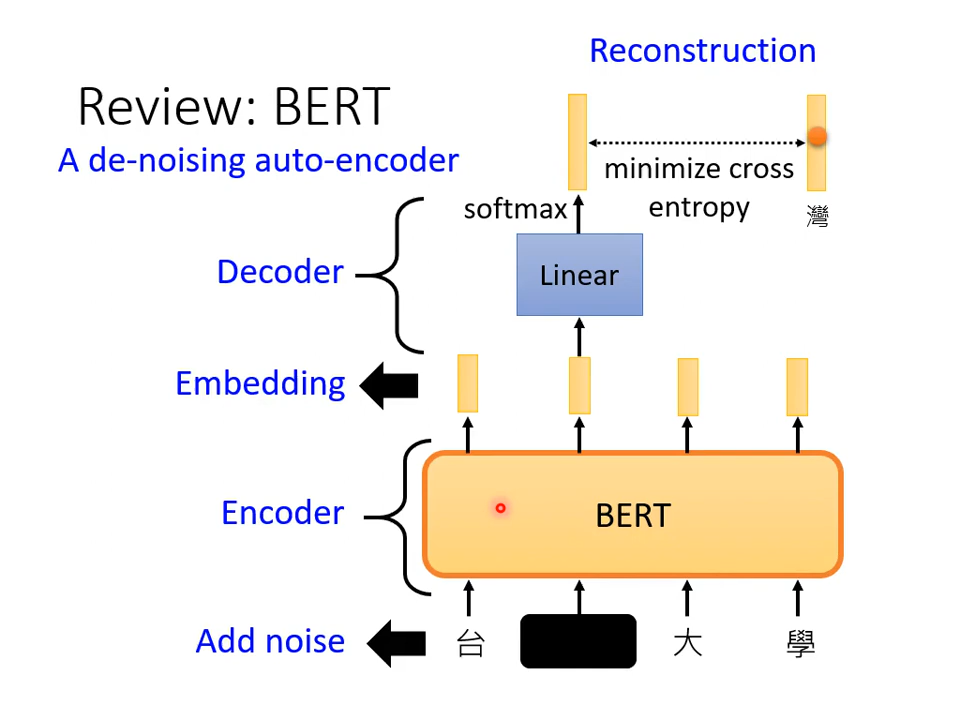 Reconstruction
Review: BERT
A de-noising auto-encoder
minimize cross
entropy
灣
softmax
Decoder
Linear
Embedding
Encoder
BERT
Add noise
台 大 學